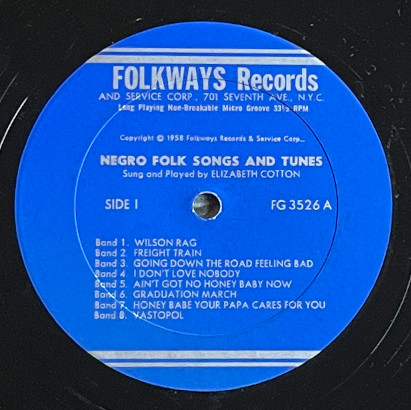 FOLKWAYS Records
AND SERVICE CORP., 701 SEVENTH AVE., N.Y.C.
Long Playing Non-Breakable Micro Groove 33⅓ RPM
Copyright © 1958 Folkways Records & Service Corp.,
NEGRO FOLK SONGS AND TUNES
Sung and Played by ELIZABETH COTTON
SIDE I FG 3526 A
Band 1. WILSON RAG
Band 2. FREIGHT TRAIN
Band 3. GOING DOWN THE ROAD FEELING BAD
Band 4. I DON'T LOVE NOBODY
Band 5. AIN'T GOT NO HONEY BABY NOW
Band 6. GRADUATION MARCH
Band 7. HONEY BABE YOUR PAPA CARES FOR YOU
Band 8. VASTOPOL